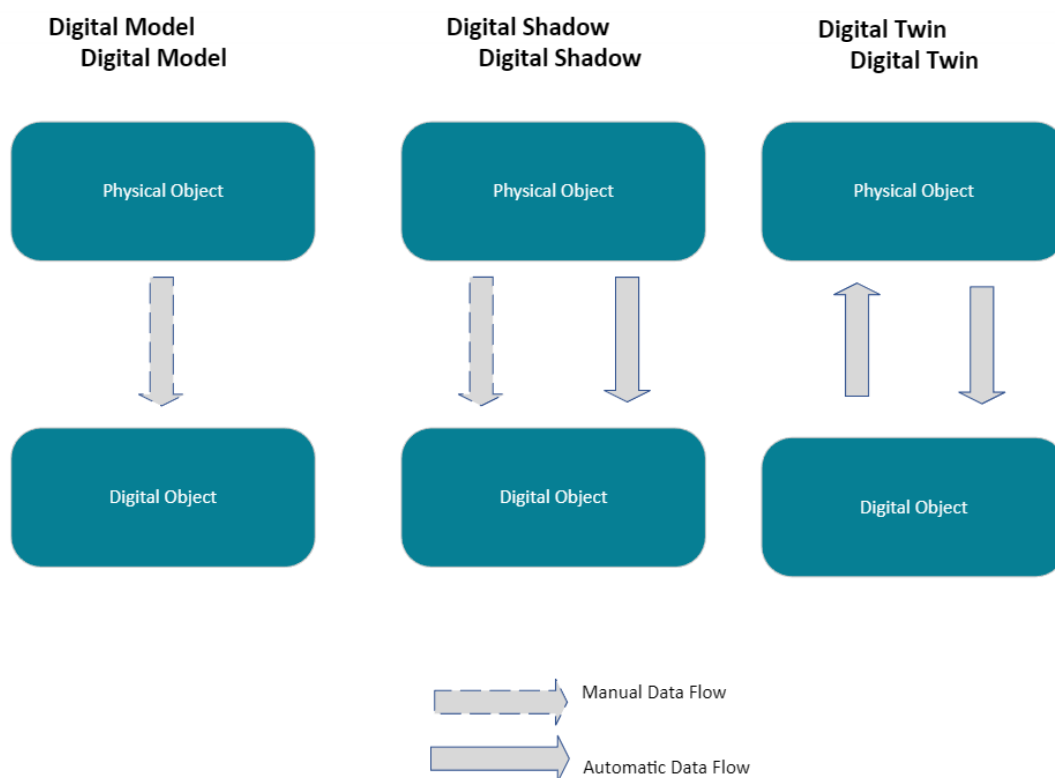 Digital Model
Digital Model
Digital Shadow
Digital Shadow
Digital Twin
Digital Twin
Physical Object
Physical Object
Physical Object
Digital Object
Digital Object
Digital Object
Manual Data Flow
Automatic Data Flow